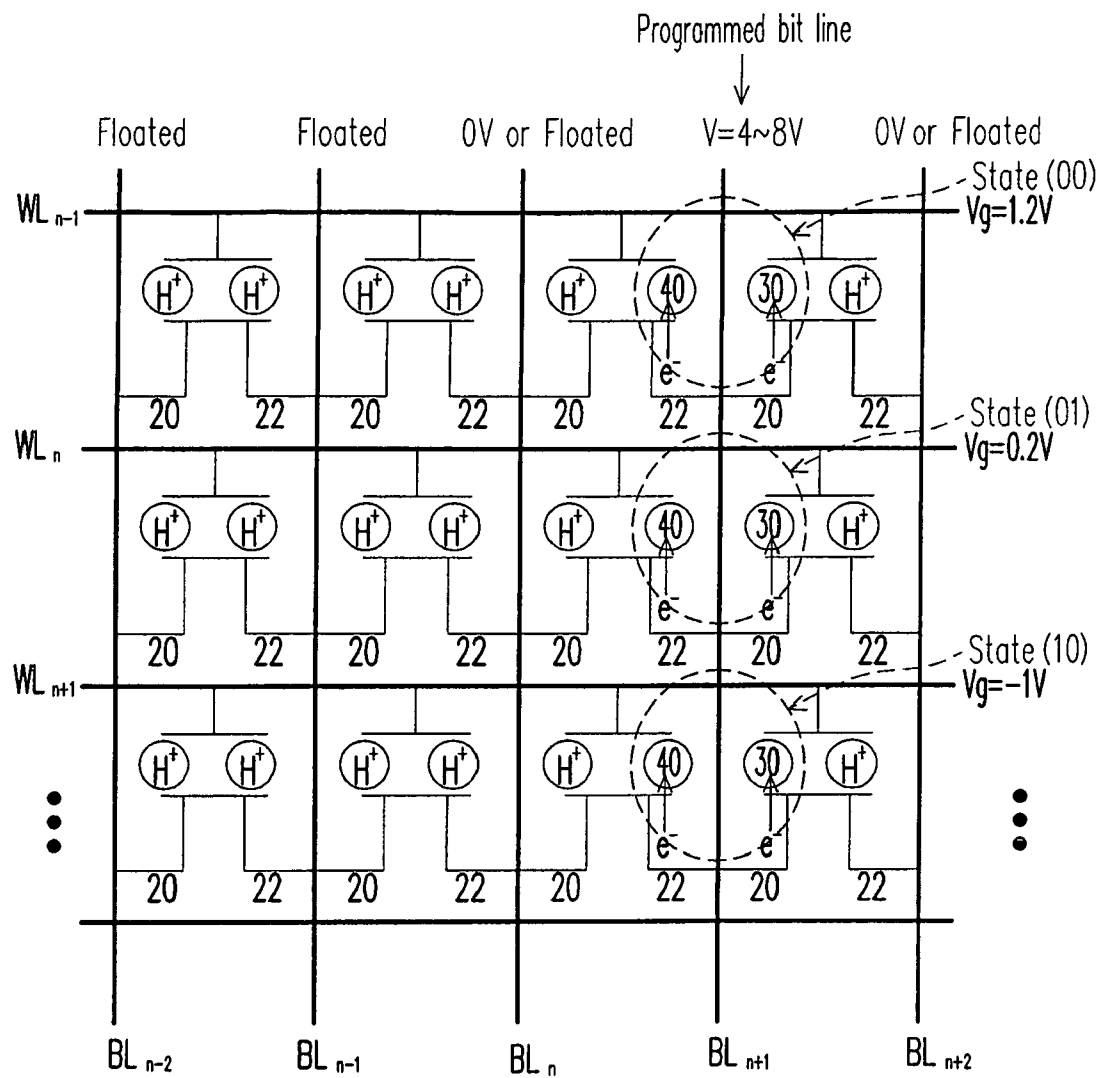 Programmed bit line
Floated Floated 0V or Floated V=4~8V 0V or Floated
State (00)
WL n-1 Vg=1.2V
H+ H+ H+ H+ H+ 40 30 H+
e- e-
20 22 20 22 20 22 20 22
State (01)
WL n Vg=0.2V
H+ H+ H+ H+ H+ 40 30 H+
e- e-
20 22 20 22 20 22 20 22
State (10)
WL n+1 Vg=-1V
H+ H+ H+ H+ H+ 40 30 H+
e- e-
20 22 20 22 20 22 20 22
BL n-2 BL n-1 BL n BL n+1 BL n+2